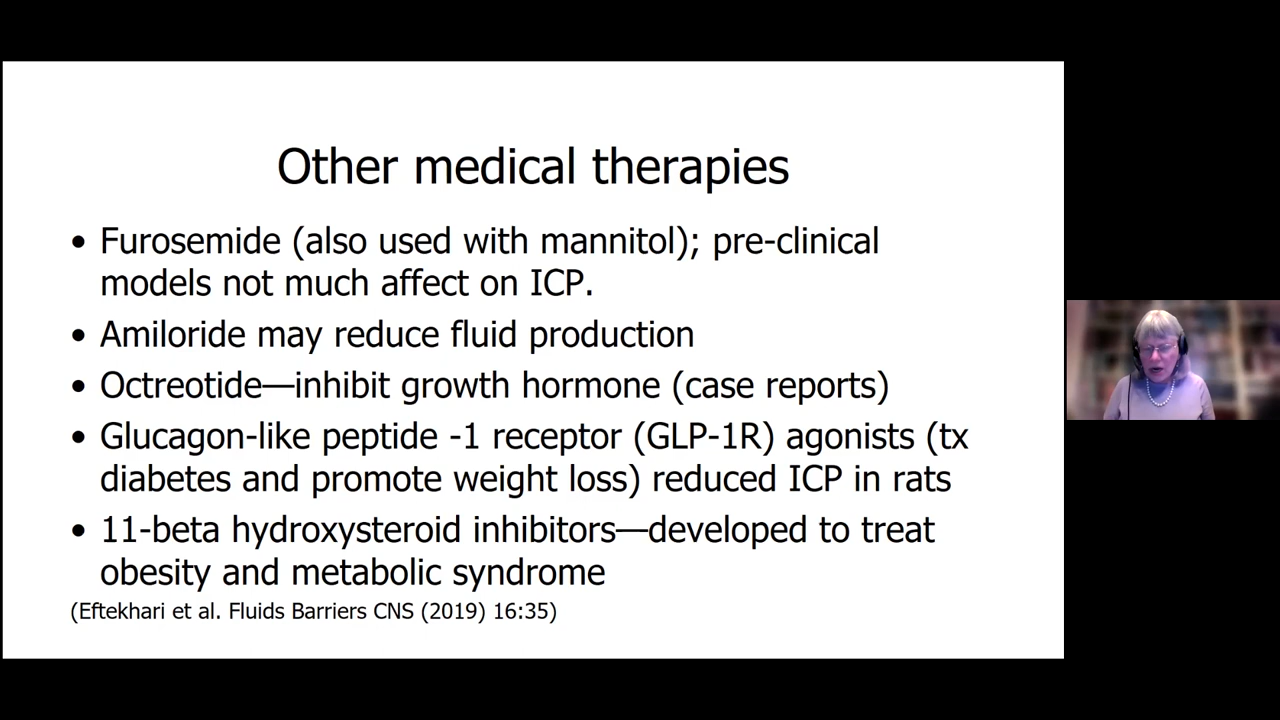 Other medical therapies
• Furosemide (also used with mannitol); pre-clinical
models not much affect on ICP.
• Amiloride may reduce fluid production
• Octreotide—inhibit growth hormone (case reports)
• Glucagon-like peptide -1 receptor (GLP-1R) agonists (tx
diabetes and promote weight loss) reduced ICP in rats
• 11-beta hydroxysteroid inhibitors—developed to treat
obesity and metabolic syndrome
(Eftekhari et al. Fluids Barriers CNS (2019) 16:35)